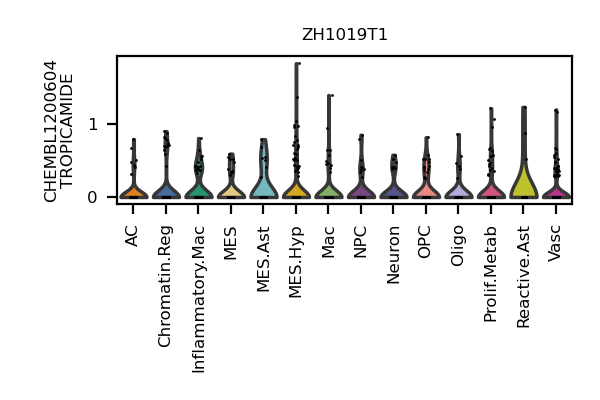 ZH1019T1
CHEMBL1200604
TROPICAMIDE
1
0
AC
Chromatin.Reg
Inflammatory.Mac
MES
MES.Ast
MES.Hyp
Mac
NPC
Neuron
OPC
Oligo
Prolif.Metab
Reactive.Ast
Vasc